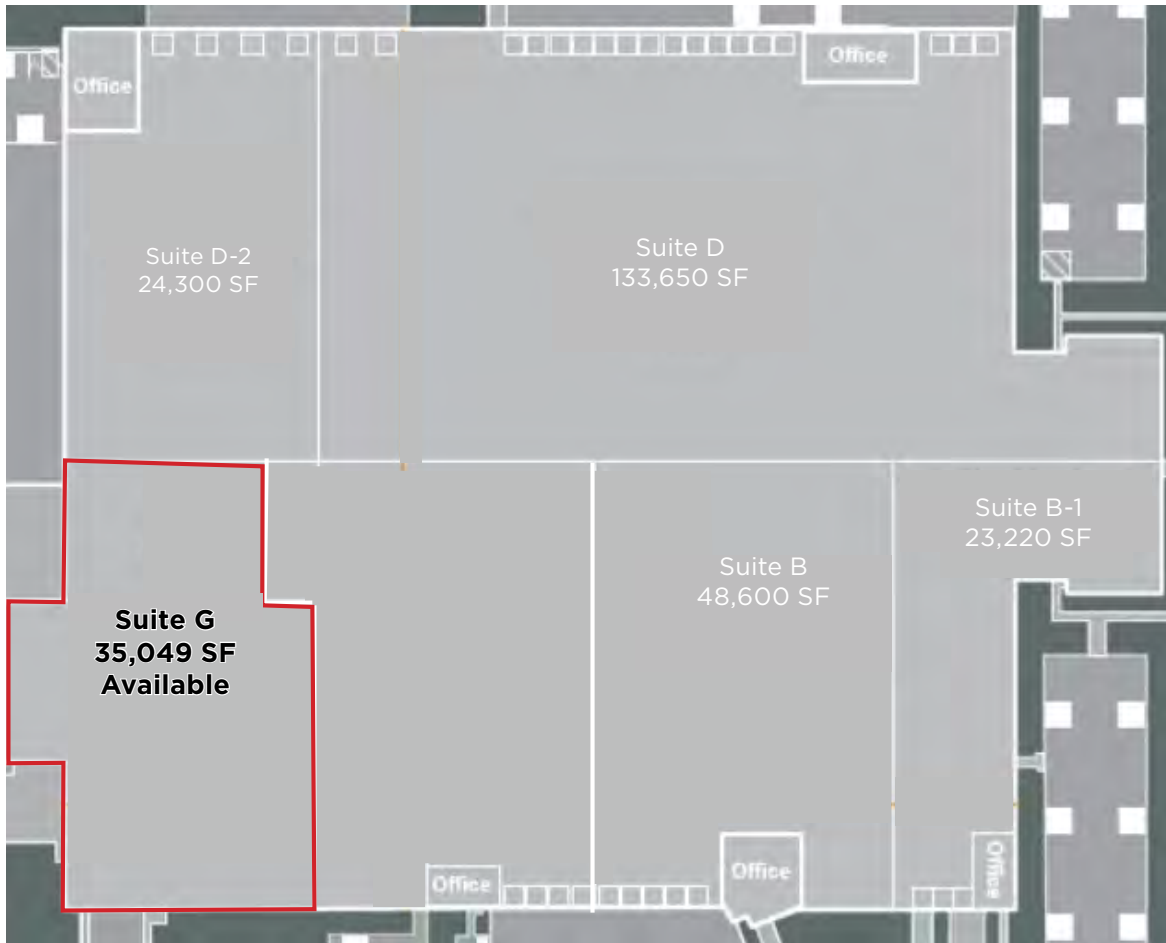 Office
Office
Suite D-2
24,300 SF
Suite D
133,650 SF
Suite B-1
23,220 SF
Suite B
48,600 SF
Suite G
35,049 SF
Available
Office
Office
Office